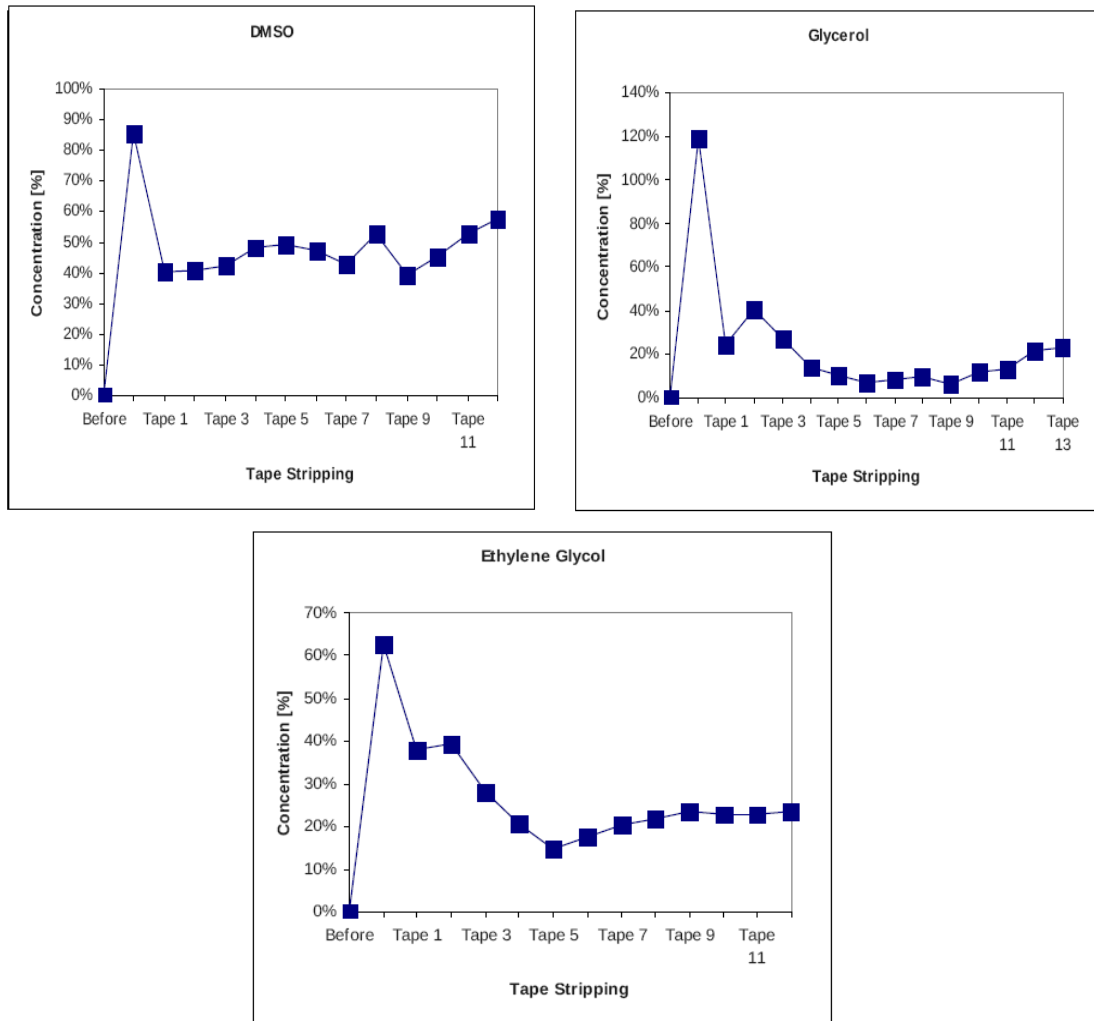 DMSO
100%
90%
80%
70%
60%
50%
40%
30%
20%
10%
0%
Concentration [%]
Before Tape 1 Tape 3 Tape 5 Tape 7 Tape 9 Tape 11
Tape Stripping
Glycerol
140%
120%
100%
80%
60%
40%
20%
0%
Concentration [%]
Before Tape 1 Tape 3 Tape 5 Tape 7 Tape 9 Tape 11 Tape 13
Tape Stripping
Ethylene Glycol
70%
60%
50%
40%
30%
20%
10%
0%
Concentration [%]
Before Tape 1 Tape 3 Tape 5 Tape 7 Tape 9 Tape 11
Tape Stripping